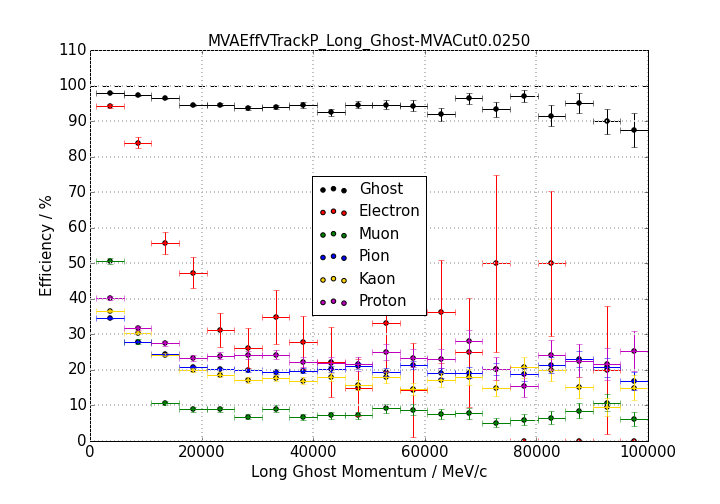 MVAEffVTrackP_Long_Ghost-MVACut0.0250
110
100
90
80
70
60
50
40
30
20
10
0
Efficiency / %
Ghost
Electron
Muon
Pion
Kaon
Proton
0 20000 40000 60000 80000 100000
Long Ghost Momentum / MeV/c